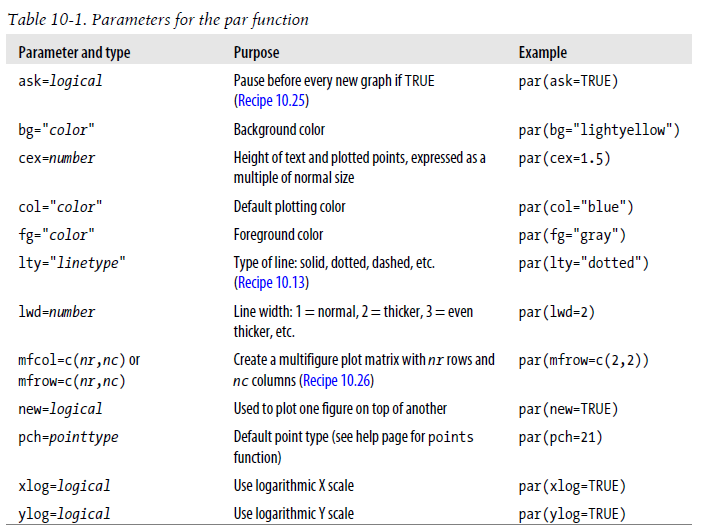 Table 10-1. Parameters for the par function
Parameter and type Purpose Example
ask=logical Pause before every new graph if TRUE par(ask=TRUE)
(Recipe 10.25)
bg="color" Background color par(bg="lightyellow")
cex=number Height of text and plotted points, expressed as a par(cex=1.5)
multiple of normal size
col="color" Default plotting color par(col="blue")
fg="color" Foreground color par(fg="gray")
lty="linetype" Type of line: solid, dotted, dashed, etc. par(lty="dotted")
(Recipe 10.13)
lwd=number Line width: 1 = normal, 2 = thicker, 3 = even par(lwd=2)
thicker, etc.
mfcol=c(nr,nc) or Create a multifigure plot matrix with nr rows and par(mfrow=c(2,2))
mfrow=c(nr,nc) nc columns (Recipe 10.26)
new=logical Used to plot one figure on top of another par(new=TRUE)
pch=pointtype Default point type (see help page for points par(pch=21)
function)
xlog=logical Use logarithmic X scale par(xlog=TRUE)
ylog=logical Use logarithmic Y scale par(ylog=TRUE)